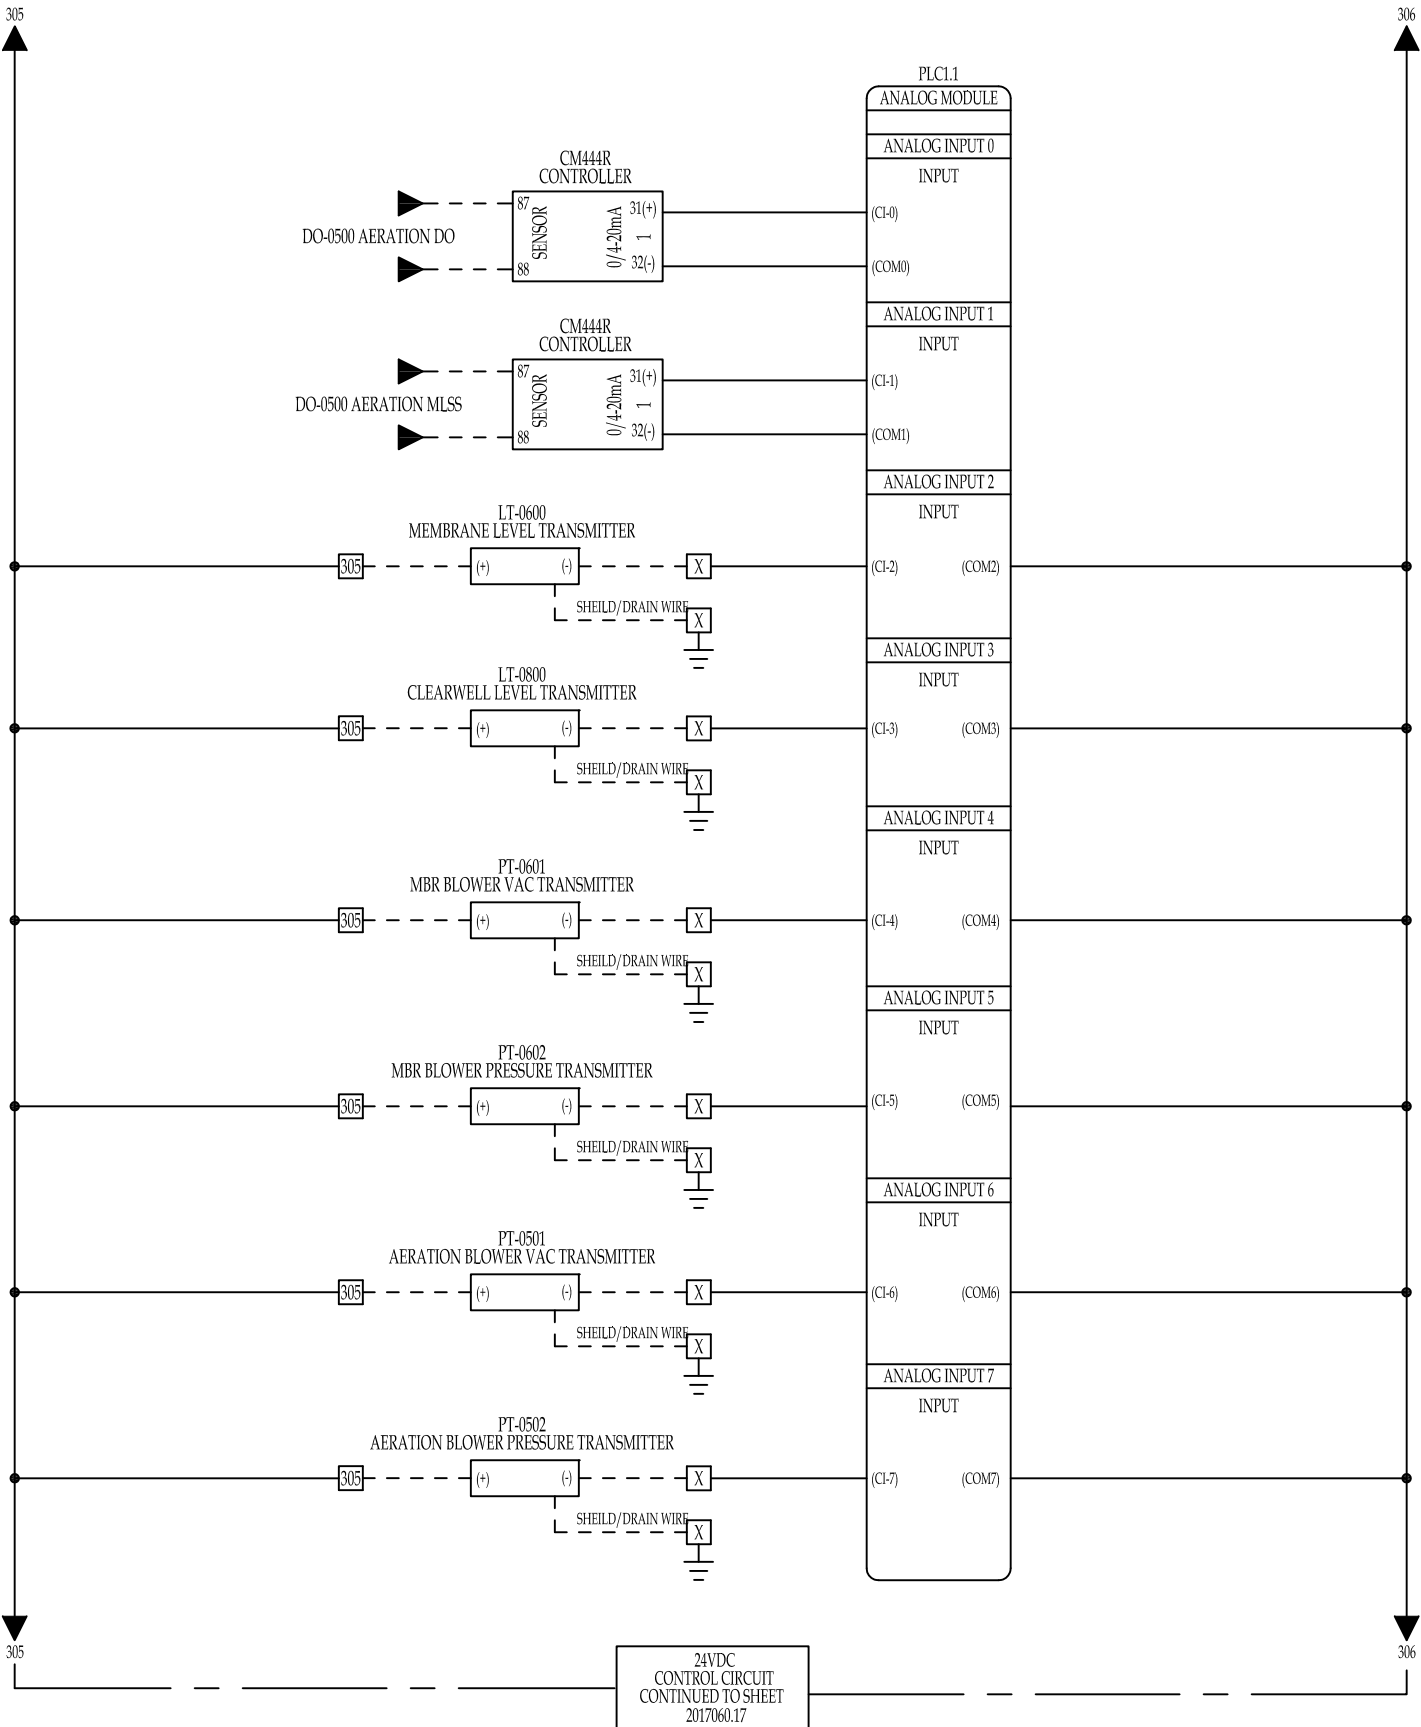 305
306
PLC1.1
ANALOG MODULE
ANALOG INPUT 0
INPUT
CM444R
CONTROLLER
87
SENSOR
0/4-20mA
1
31(+)
(CI-0)
DO-0500 AERATION DO
88
32(-)
(COM0)
ANALOG INPUT 1
INPUT
CM444R
CONTROLLER
87
SENSOR
0/4-20mA
1
31(+)
(CI-1)
DO-0500 AERATION MLSS
88
32(-)
(COM1)
ANALOG INPUT 2
INPUT
LT-0600
MEMBRANE LEVEL TRANSMITTER
305
(+)
(-)
X
(CI-2)
(COM2)
SHEILD/DRAIN WIRE
X
ANALOG INPUT 3
INPUT
LT-0800
CLEARWELL LEVEL TRANSMITTER
305
(+)
(-)
X
(CI-3)
(COM3)
SHEILD/DRAIN WIRE
X
ANALOG INPUT 4
INPUT
PT-0601
MBR BLOWER VAC TRANSMITTER
305
(+)
(-)
X
(CI-4)
(COM4)
SHEILD/DRAIN WIRE
X
ANALOG INPUT 5
INPUT
PT-0602
MBR BLOWER PRESSURE TRANSMITTER
305
(+)
(-)
X
(CI-5)
(COM5)
SHEILD/DRAIN WIRE
X
ANALOG INPUT 6
INPUT
PT-0501
AERATION BLOWER VAC TRANSMITTER
305
(+)
(-)
X
(CI-6)
(COM6)
SHEILD/DRAIN WIRE
X
ANALOG INPUT 7
INPUT
PT-0502
AERATION BLOWER PRESSURE TRANSMITTER
305
(+)
(-)
X
(CI-7)
(COM7)
SHEILD/DRAIN WIRE
X
305
306
24VDC
CONTROL CIRCUIT
CONTINUED TO SHEET
2017060.17